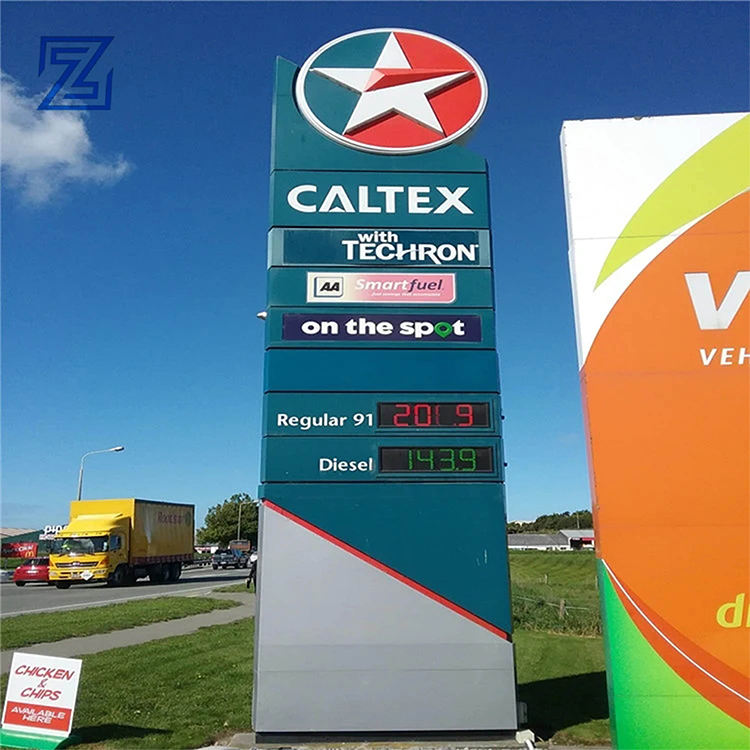 CALTEX
with
TECHRON
AA Smartfuel
on the spot
Regular 91 201.9
Diesel 143.9
V
VEH
CHICKEN
& CHIPS
AVAILABLE
HERE